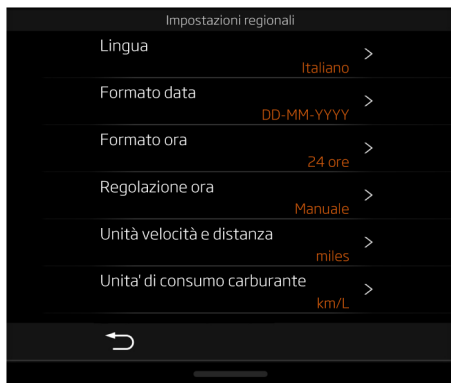 Impostazioni regionali
Lingua
Italiano
Formato data
DD-MM-YYYY
Formato ora
24 ore
Regolazione ora
Manuale
Unità velocità e distanza
miles
Unita' di consumo carburante
km/L